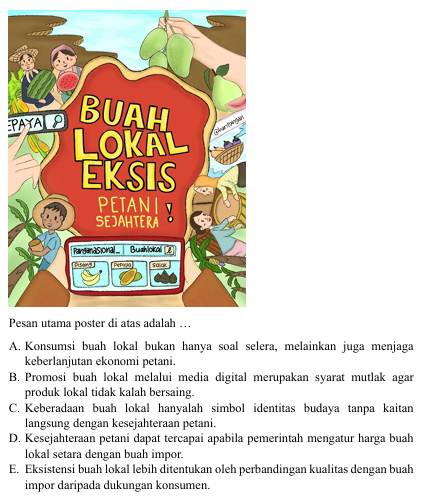 EPAYA
BUAH
LOKAL
EKSIS
PETANI
SEJAHTERA !
Pisang
Pepaya
Salak
Pesan utama poster di atas adalah …
A. Konsumsi buah lokal bukan hanya soal selera, melainkan juga menjaga
keberlanjutan ekonomi petani.
B. Promosi buah lokal melalui media digital merupakan syarat mutlak agar
produk lokal tidak kalah bersaing.
C. Keberadaan buah lokal hanyalah simbol identitas budaya tanpa kaitan
langsung dengan kesejahteraan petani.
D. Kesejahteraan petani dapat tercapai apabila pemerintah mengatur harga buah
lokal setara dengan buah impor.
E. Eksistensi buah lokal lebih ditentukan oleh perbandingan kualitas dengan buah
impor daripada dukungan konsumen.